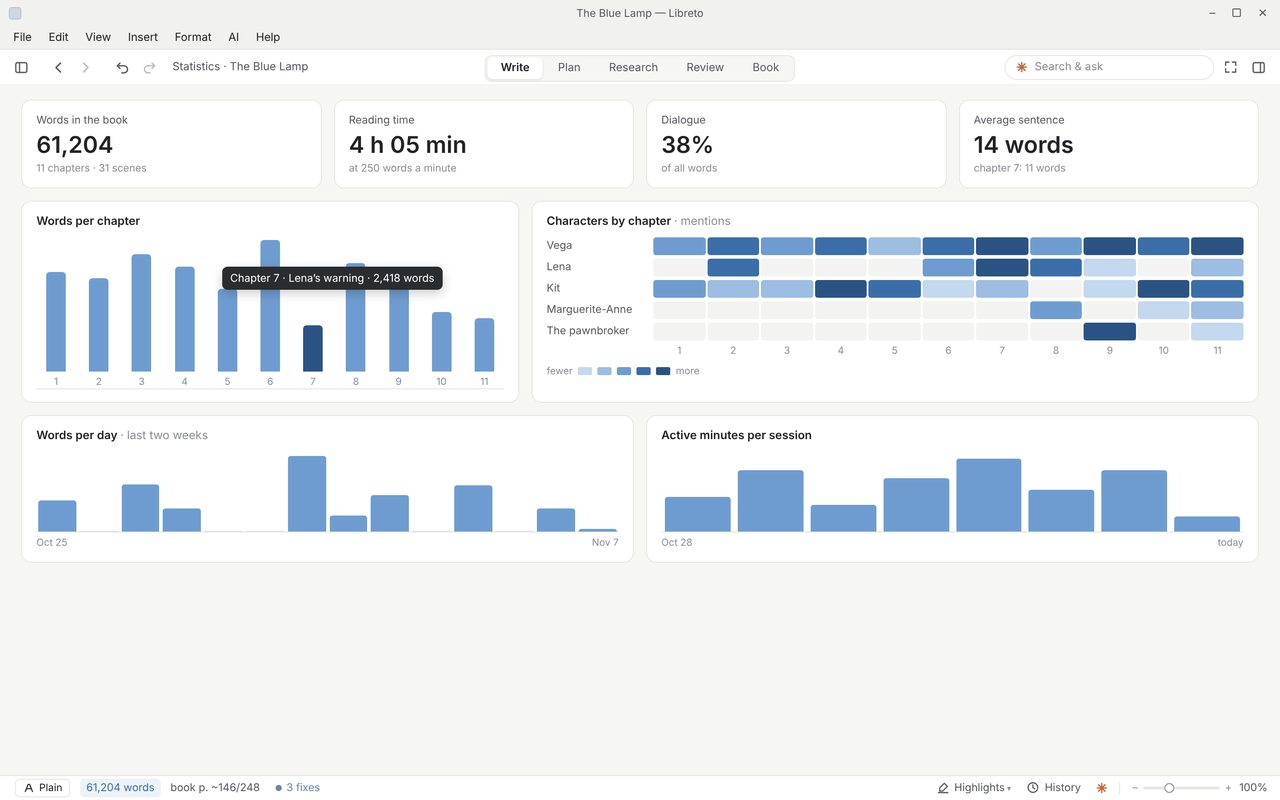 The Blue Lamp — Libreto
File Edit View Insert Format AI Help
Statistics · The Blue Lamp
Write Plan Research Review Book
Search & ask
Words in the book
61,204
11 chapters · 31 scenes
Reading time
4 h 05 min
at 250 words a minute
Dialogue
38%
of all words
Average sentence
14 words
chapter 7: 11 words
Words per chapter
Chapter 7 · Lena’s warning · 2,418 words
1 2 3 4 5 6 7 8 9 10 11
Characters by chapter · mentions
Vega
Lena
Kit
Marguerite-Anne
The pawnbroker
1 2 3 4 5 6 7 8 9 10 11
fewer more
Words per day · last two weeks
Oct 25 Nov 7
Active minutes per session
Oct 28 today
A Plain 61,204 words book p. ~146/248 3 fixes Highlights History − + 100%